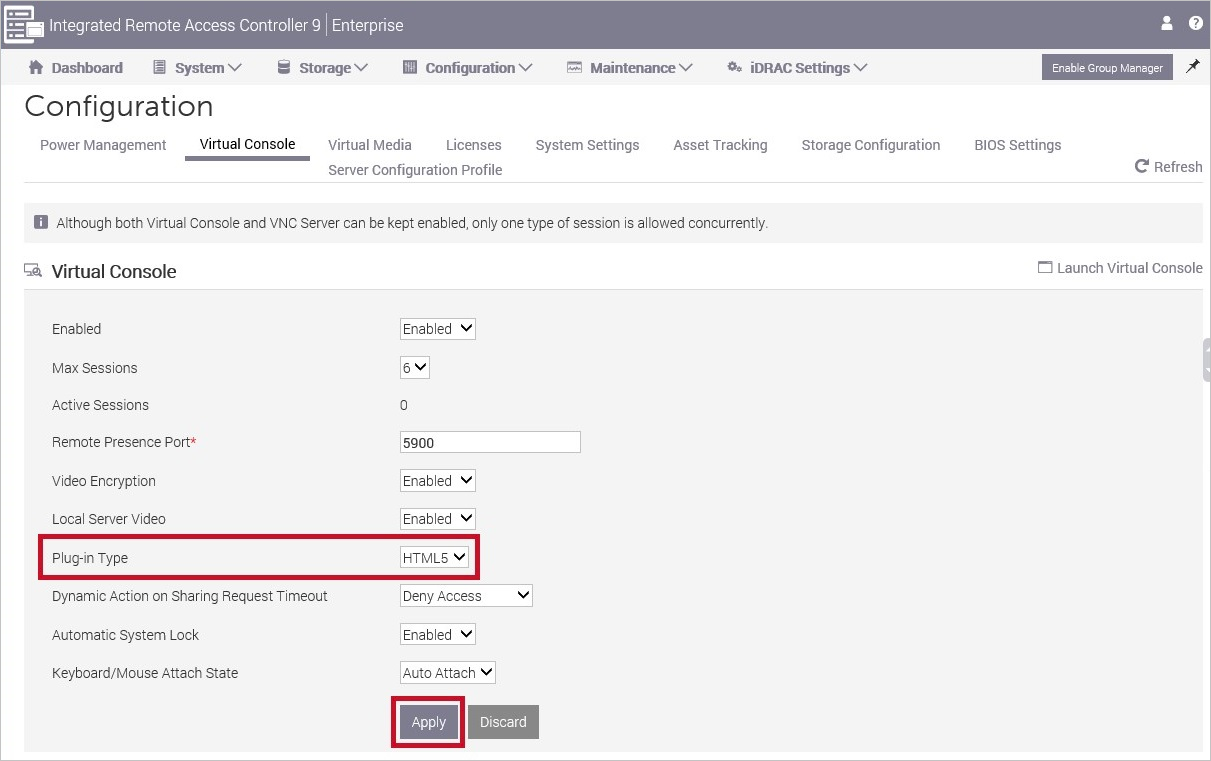 Integrated Remote Access Controller 9 | Enterprise
Dashboard System Storage Configuration Maintenance iDRAC Settings Enable Group Manager
Configuration
Power Management Virtual Console Virtual Media Licenses System Settings Asset Tracking Storage Configuration BIOS Settings
Server Configuration Profile
Refresh
Although both Virtual Console and VNC Server can be kept enabled, only one type of session is allowed concurrently.
Virtual Console Launch Virtual Console
Enabled Enabled
Max Sessions 6
Active Sessions 0
Remote Presence Port* 5900
Video Encryption Enabled
Local Server Video Enabled
Plug-in Type HTML5
Dynamic Action on Sharing Request Timeout Deny Access
Automatic System Lock Enabled
Keyboard/Mouse Attach State Auto Attach
Apply Discard